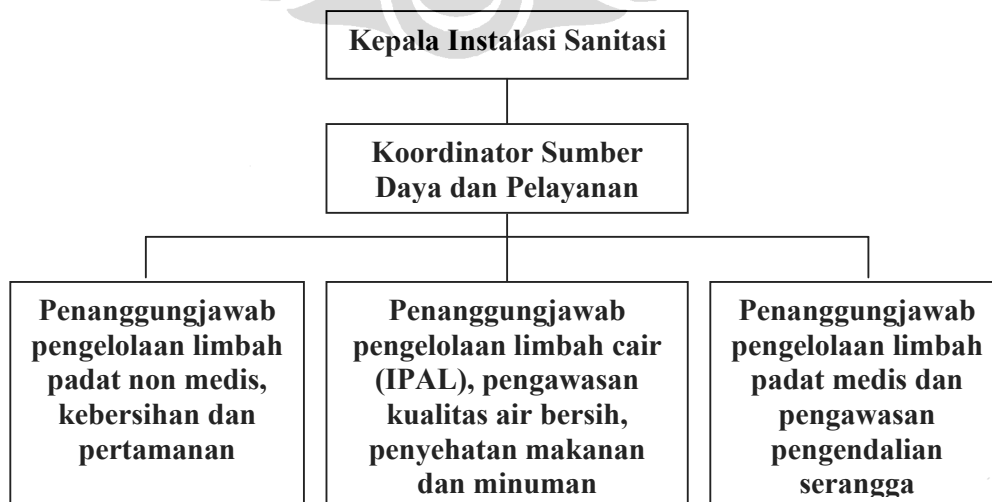 Kepala Instalasi Sanitasi
Koordinator Sumber
Daya dan Pelayanan
Penanggungjawab
pengelolaan limbah
padat non medis,
kebersihan dan
pertamanan
Penanggungjawab
pengelolaan limbah cair
(IPAL), pengawasan
kualitas air bersih,
penyehatan makanan
dan minuman
Penanggungjawab
pengelolaan limbah
padat medis dan
pengawasan
pengendalian
serangga